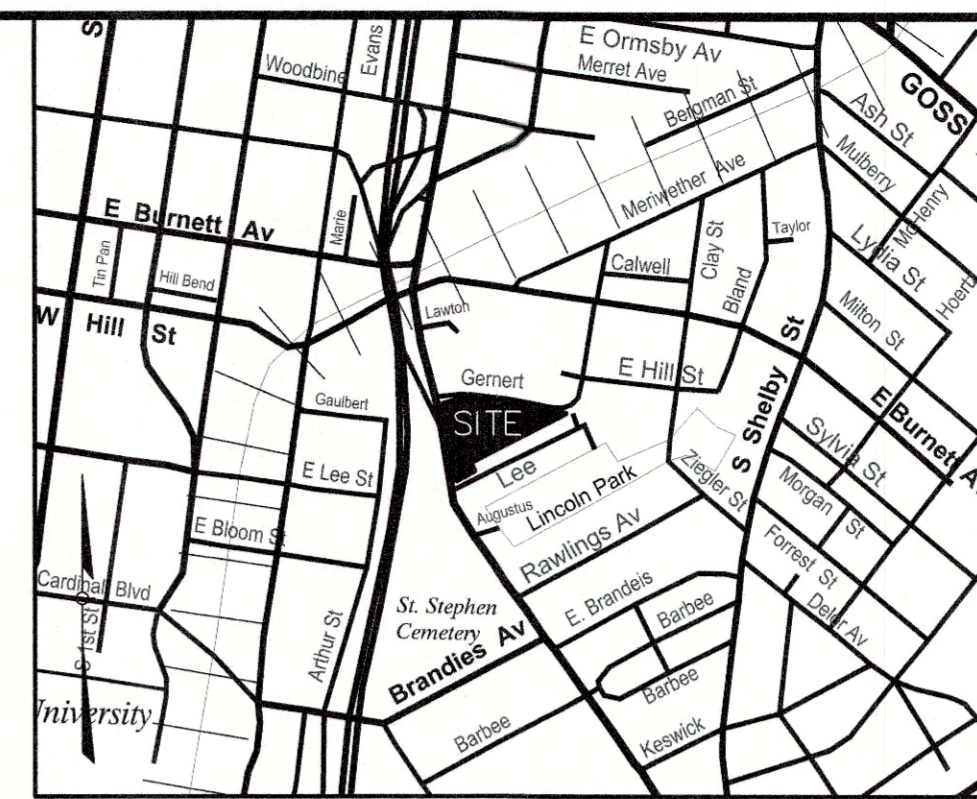 S
Evans
E Ormsby Av
Merret Ave
Woodbine
Bergman St
GOSS
Ash St
Mulberry
McHenry
Meriwether Ave
E Burnett Av
Marie
Tin Pan
Hill Bend
Taylor
Clay St
Bland
Calwell
Lydia St
Milton St
W Hill St
Lawton
E Hill St
Gernert
S Shelby St
E Burnett
Gaulbert
SITE
Sylvia St
Lee
E Lee St
Ziegler St
Morgan St
Augustus
Lincoln Park
Rawlings Av
E Bloom St
Forrest St
Cardinal Blvd
S 1st St
E. Brandeis
Barbee
Delor Av
St. Stephen
Cemetery
Arthur St
Brandies Av
Barbee
University
Barbee
Keswick